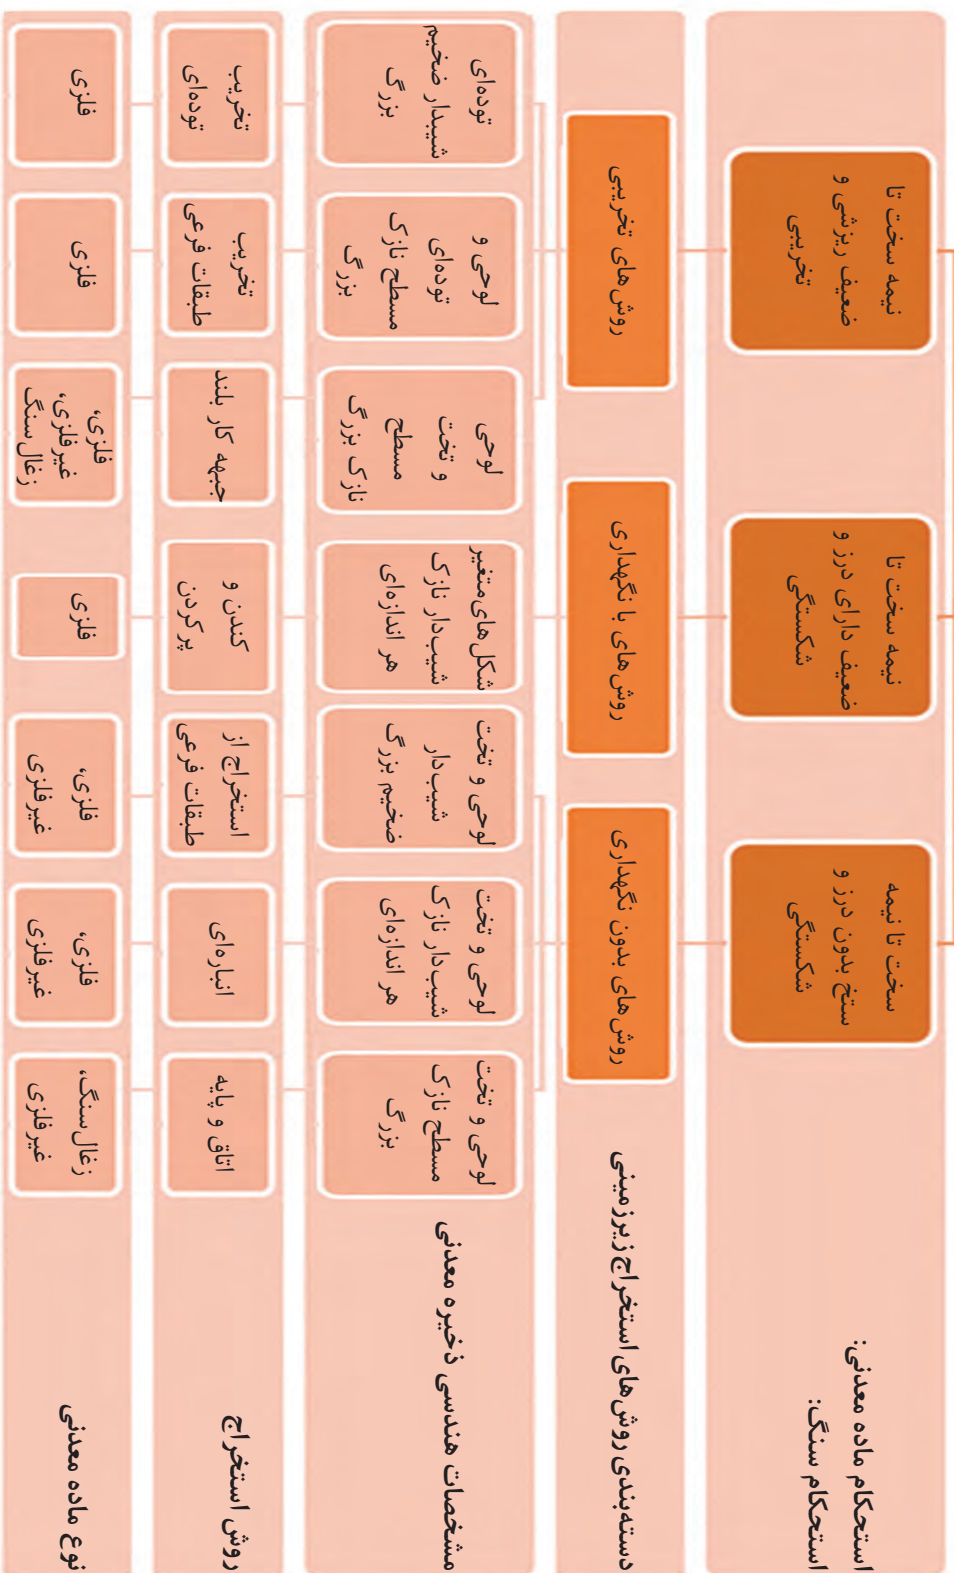 استحکام ماده معدنی:
استحکام سنگ:
سخت تا نیمه
ستخ بدون درز و
شکستگی
نیمه سخت تا
ضعیف دارای درز و
شکستگی
نیمه سخت تا
ضعیف ریزشی و
تخریبی
دسته‌بندی روش‌های استخراج زیرزمینی
روش‌های بدون نگهداری
روش‌های با نگهداری
روش‌های تخریبی
مشخصات هندسی ذخیره معدنی
لوحی و تخت
مسطح نازک
بزرگ
لوحی و تخت
شیب‌دار نازک
هر اندازه‌ای
لوحی و تخت
شیب‌دار
ضخیم بزرگ
شکل‌های متغیر
شیب‌دار نازک
هر اندازه‌ای
لوحی
و تخت
مسطح
نازک بزرگ
لوحی و
توده‌ای
مسطح نازک
بزرگ
توده‌ای
شیبدار ضخیم
بزرگ
روش استخراج
اتاق و پایه
انباره‌ای
استخراج از
طبقات فرعی
کندن و
پر کردن
جبهه کار بلند
تخریب
طبقات فرعی
تخریب
توده‌ای
نوع ماده معدنی
زغال‌سنگ،
غیرفلزی
فلزی،
غیرفلزی
فلزی،
غیرفلزی
فلزی
فلزی،
غیرفلزی،
زغال سنگ
فلزی
فلزی